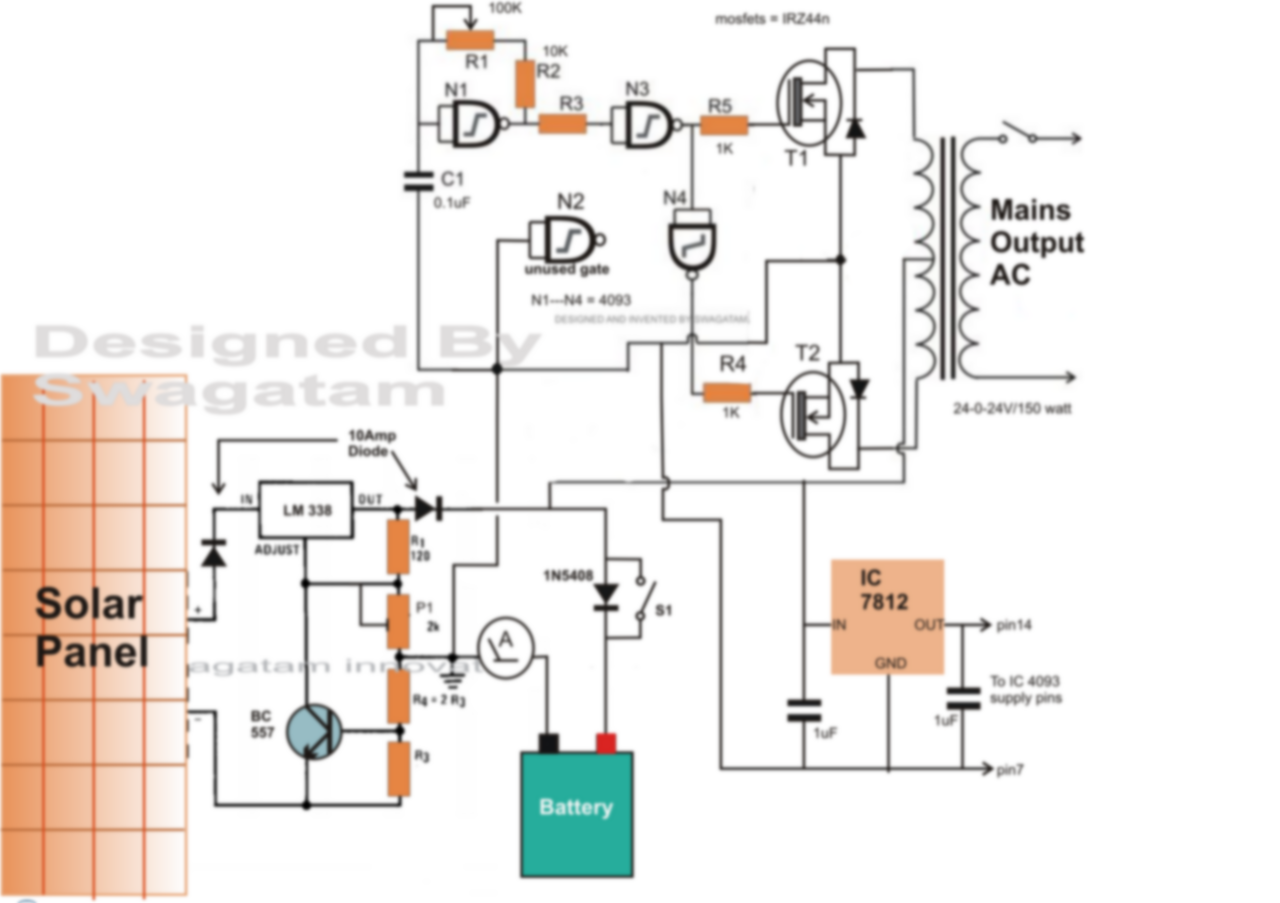 100K
mosfets = IRZ44n
R1
10K
R2
N1
R3
N3
R5
1K
T1
C1
0.1uF
N2
unused gate
N4
N1---N4 = 4093
DESIGNED AND INVENTED BY SWAGATAM
Mains
Output
AC
Designed By
Swagatam
R4
1K
T2
24-0-24V/150 watt
10Amp
Diode
IN
LM 338
OUT
ADJUST
R1
120
P1
2k
1N5408
S1
IC
7812
IN
OUT
GND
pin14
To IC 4093
supply pins
1uF
1uF
pin7
Solar
Panel
+
−
agatam innovat
A
R4 = 2 R3
BC
557
R3
Battery